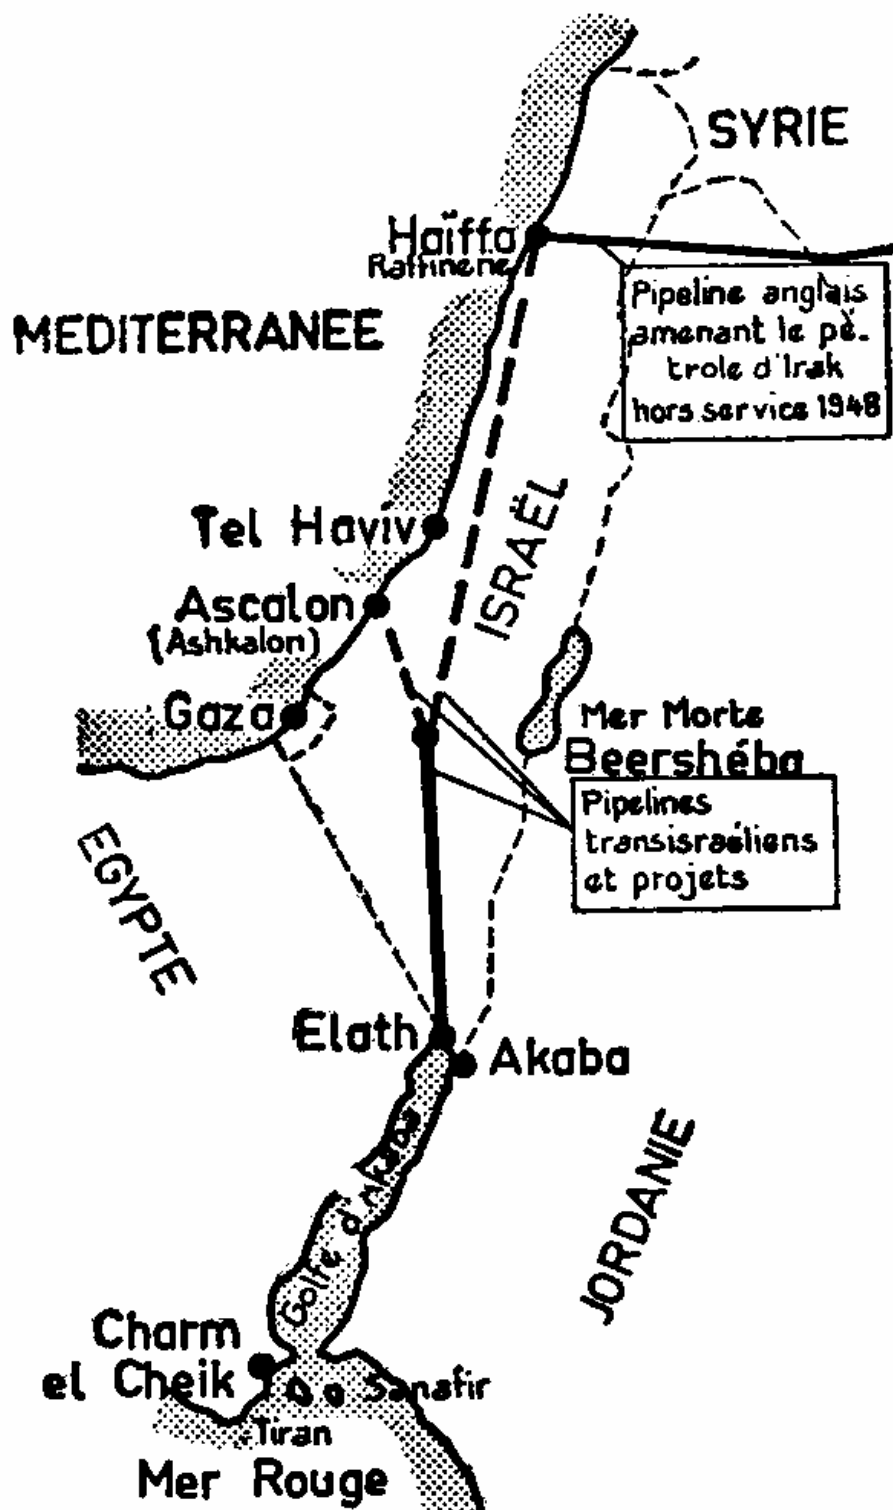 SYRIE
Haïffa
Raffinerie
MEDITERRANEE
Pipeline anglais
amenant le pé-
trole d'Irak
hors service 1948
Tel Haviv
ISRAËL
Ascalon
(Ashkalon)
Gaza
Mer Morte
Beershéba
Pipelines
transisraéliens
et projets
EGYPTE
Elath
Akaba
Golfe d'Akaba
JORDANIE
Charm
el Cheik
Sanafir
Tiran
Mer Rouge